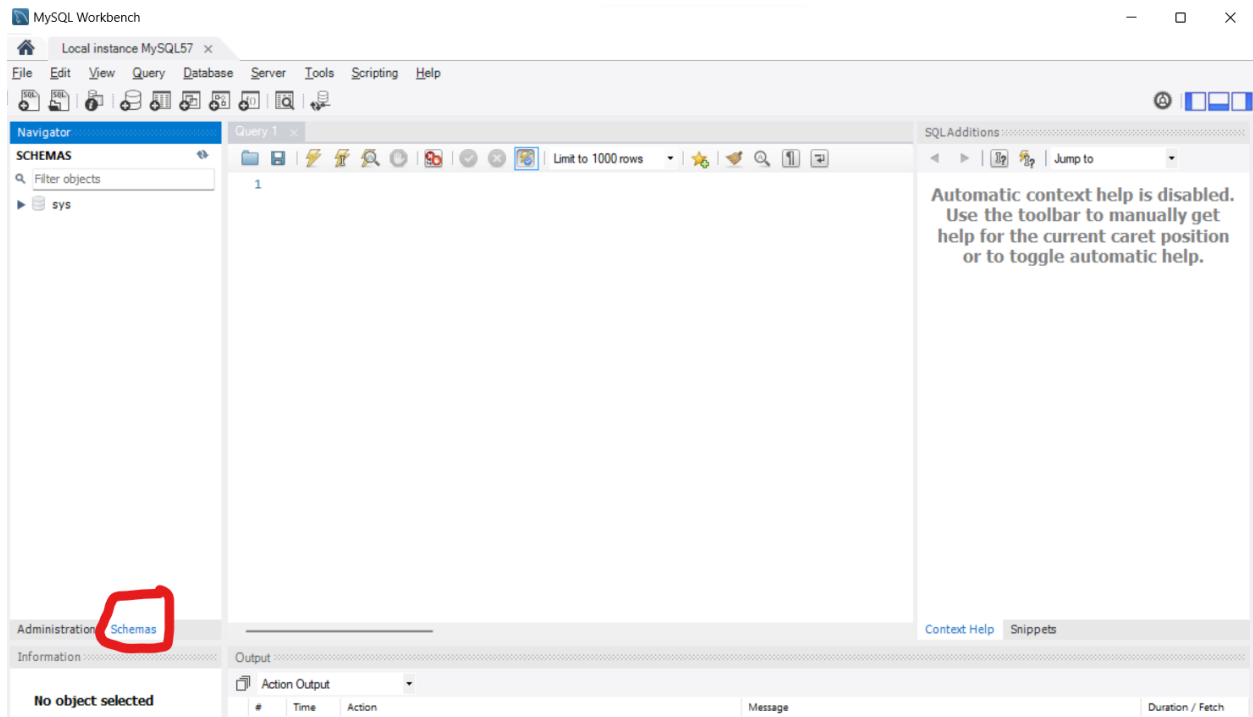 MySQL Workbench
Local instance MySQL57
File Edit View Query Database Server Tools Scripting Help
Navigator
SCHEMAS
Filter objects
sys
Administration Schemas
Information
No object selected
Query 1
Limit to 1000 rows
1
Output
Action Output
# Time Action Message Duration / Fetch
SQLAdditions
Jump to
Automatic context help is disabled.
Use the toolbar to manually get
help for the current caret position
or to toggle automatic help.
Context Help Snippets